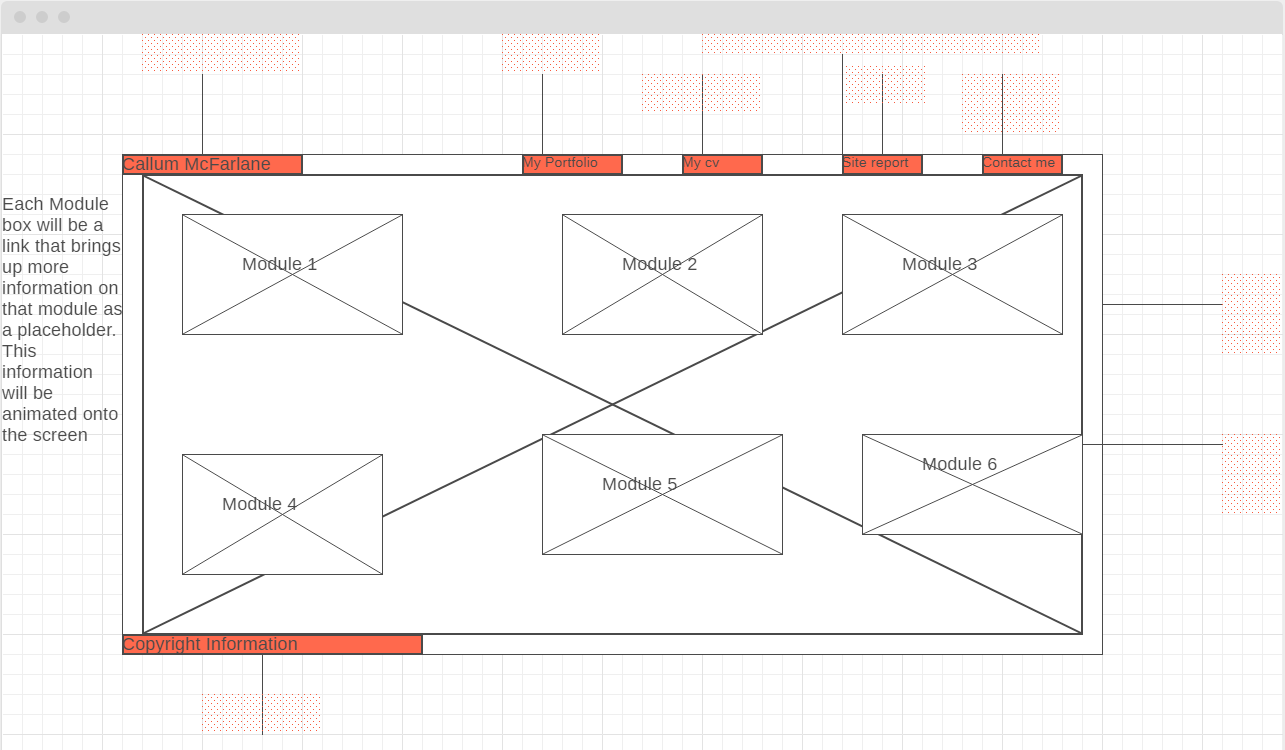 Callum McFarlane
My Portfolio
My cv
Site report
Contact me
Each Module
box will be a
link that brings
up more
information on
that module as
a placeholder.
This
information
will be
animated onto
the screen
Module 1
Module 2
Module 3
Module 4
Module 5
Module 6
Copyright Information